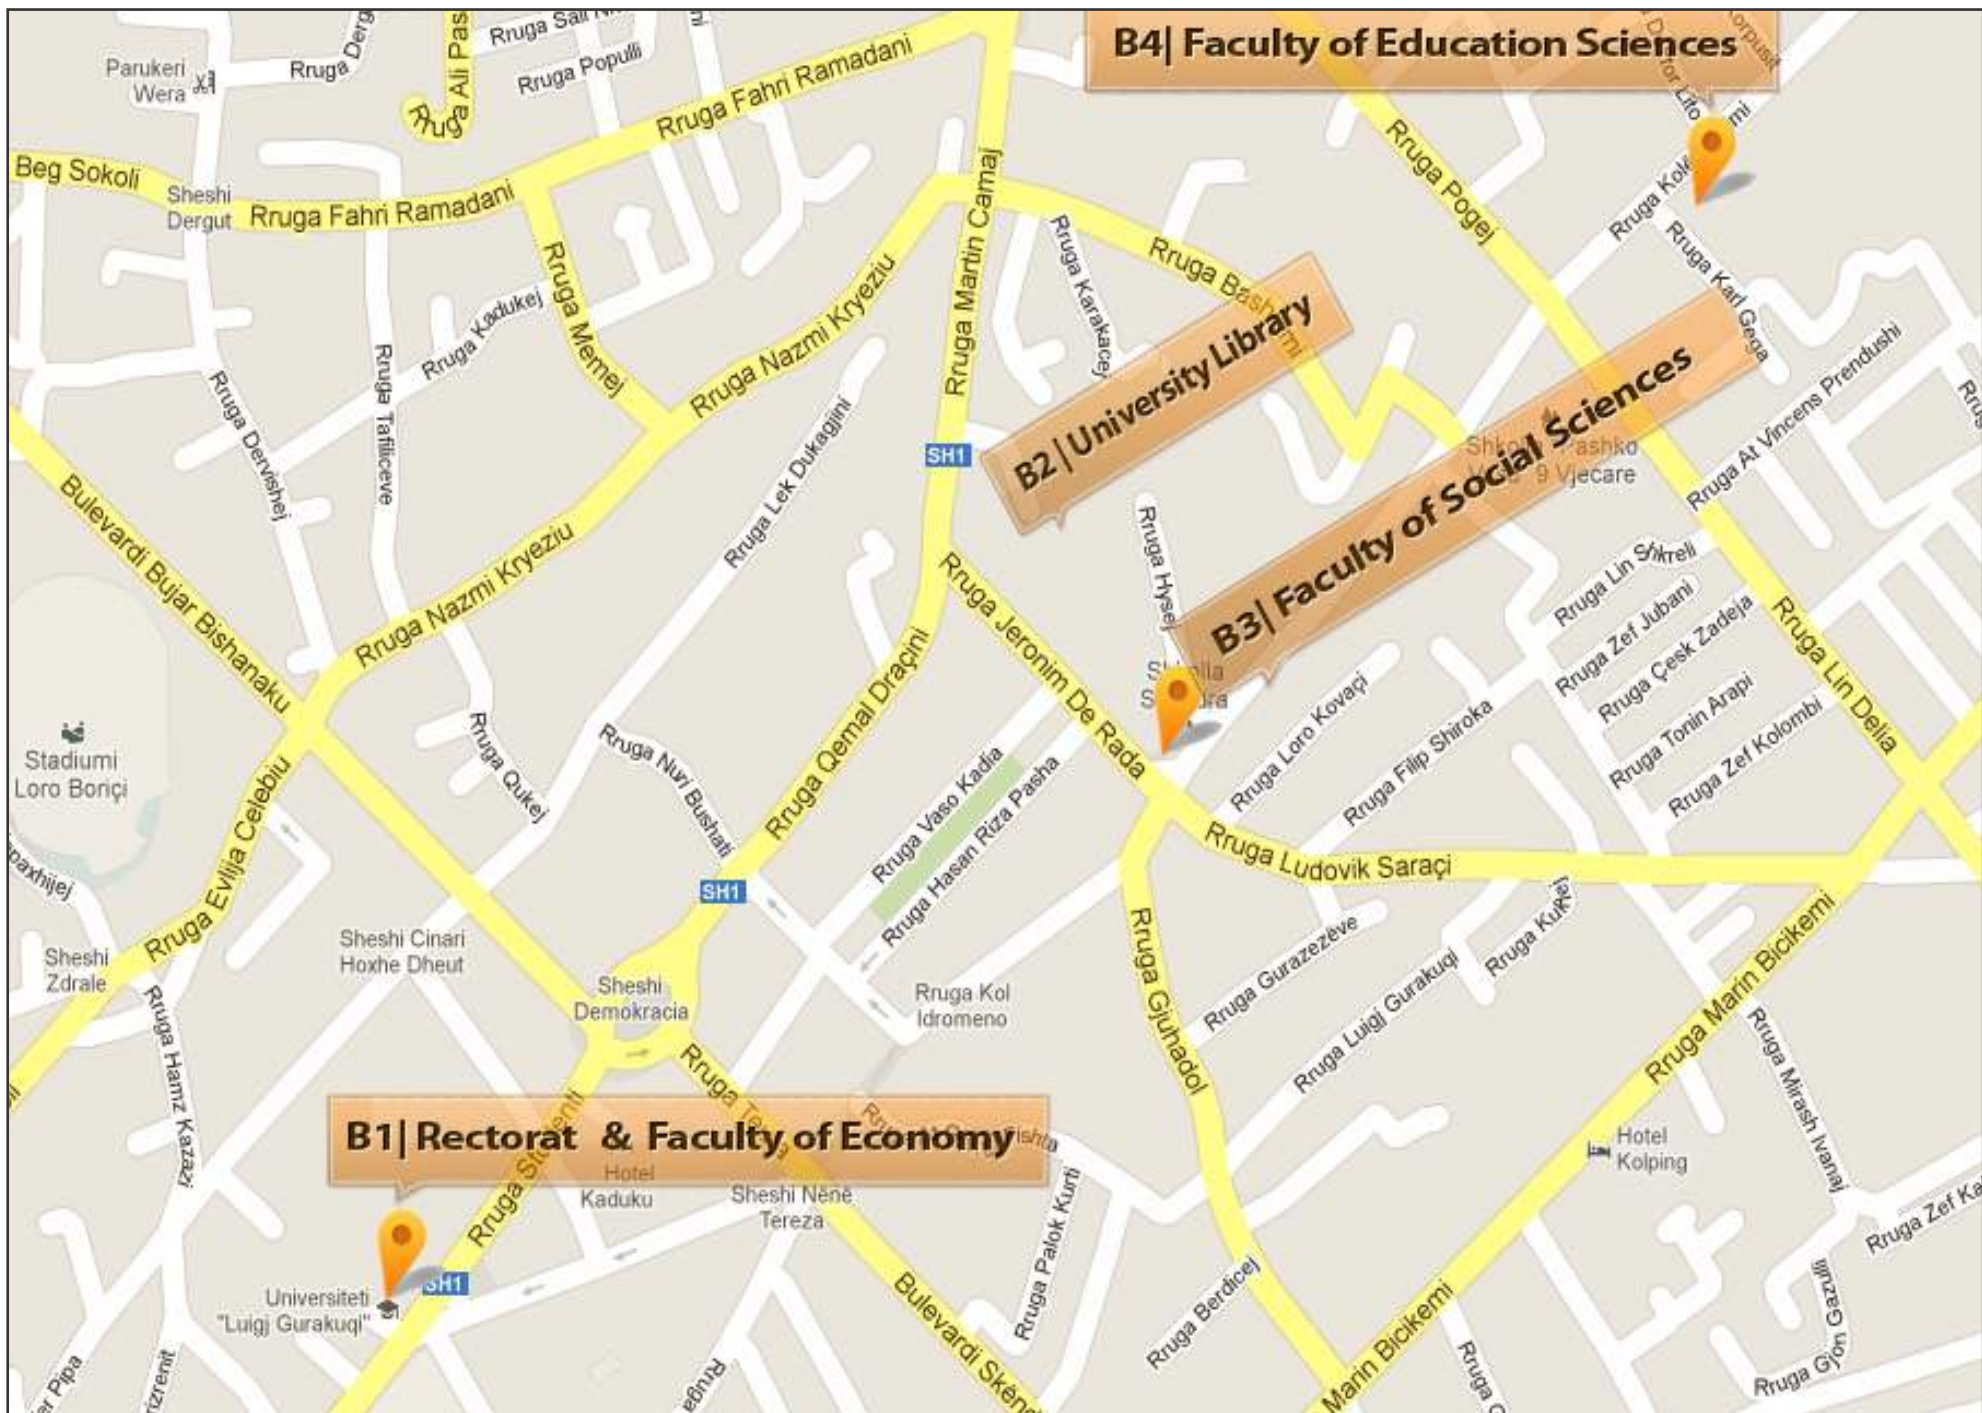 B4| Faculty of Education Sciences
Parukeri
Wera
Rruga Populli
Rruga Fahri Ramadani
Beg Sokoli
Sheshi
Dergut
Rruga Fahri Ramadani
Rruga Memej
Rruga Kadukej
Rruga Nazmi Kryeziu
Rruga Martin Camaj
Rruga Karakacej
Rruga Pogej
Rruga Karl Gega
B2 | University Library
SH1
Rruga Dervishej
Rruga Tafiliceve
Rruga Lek Dukagjini
Rruga At Vincens Prendushi
B3| Faculty of Social Sciences
Bulevardi Bujar Bishanaku
Rruga Nazmi Kryeziu
Rruga Hysej
Rruga Lin Shkreli
Rruga Zef Jubani
Rruga Çesk Zadeja
Rruga Tonin Arapi
Rruga Zef Kolombi
Rruga Lin Delia
Rruga Jeronim De Rada
Rruga Qemal Draçini
Rruga Loro Kovaçi
Rruga Filip Shiroka
Stadiumi
Loro Boriçi
Rruga Qukej
Rruga Nuri Bushati
Rruga Vaso Kadia
Rruga Hasan Riza Pasha
Rruga Evlija Celebiu
Rruga Ludovik Saraçi
SH1
Sheshi
Zdrale
Sheshi Cinari
Hoxhe Dheut
Sheshi
Demokracia
Rruga Kol
Idromeno
Rruga Gjuhadol
Rruga Gurazezëve
Rruga Luigj Gurakuqi
Rruga Marin Bicikemi
Rruga Mirash Ivanaj
Rruga Hamz Kazazi
B1| Rectorat & Faculty of Economy
Hotel
Kaduku
Sheshi Nënë
Tereza
Rruga Palok Kurti
Hotel
Kolping
SH1
Universiteti
"Luigj Gurakuqi"
Rruga Berdicej
Marin Bicikemi